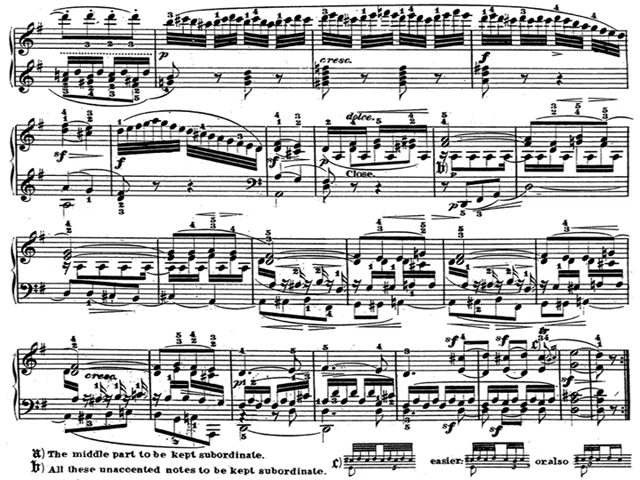 p
cresc.
f
sf
f
sf
dolce.
p
Close.
b)
p
p
cresc.
p
sf
c)
tr
sf
sf
a) The middle part to be kept subordinate.
b) All these unaccented notes to be kept subordinate.
c)
easier:
or also